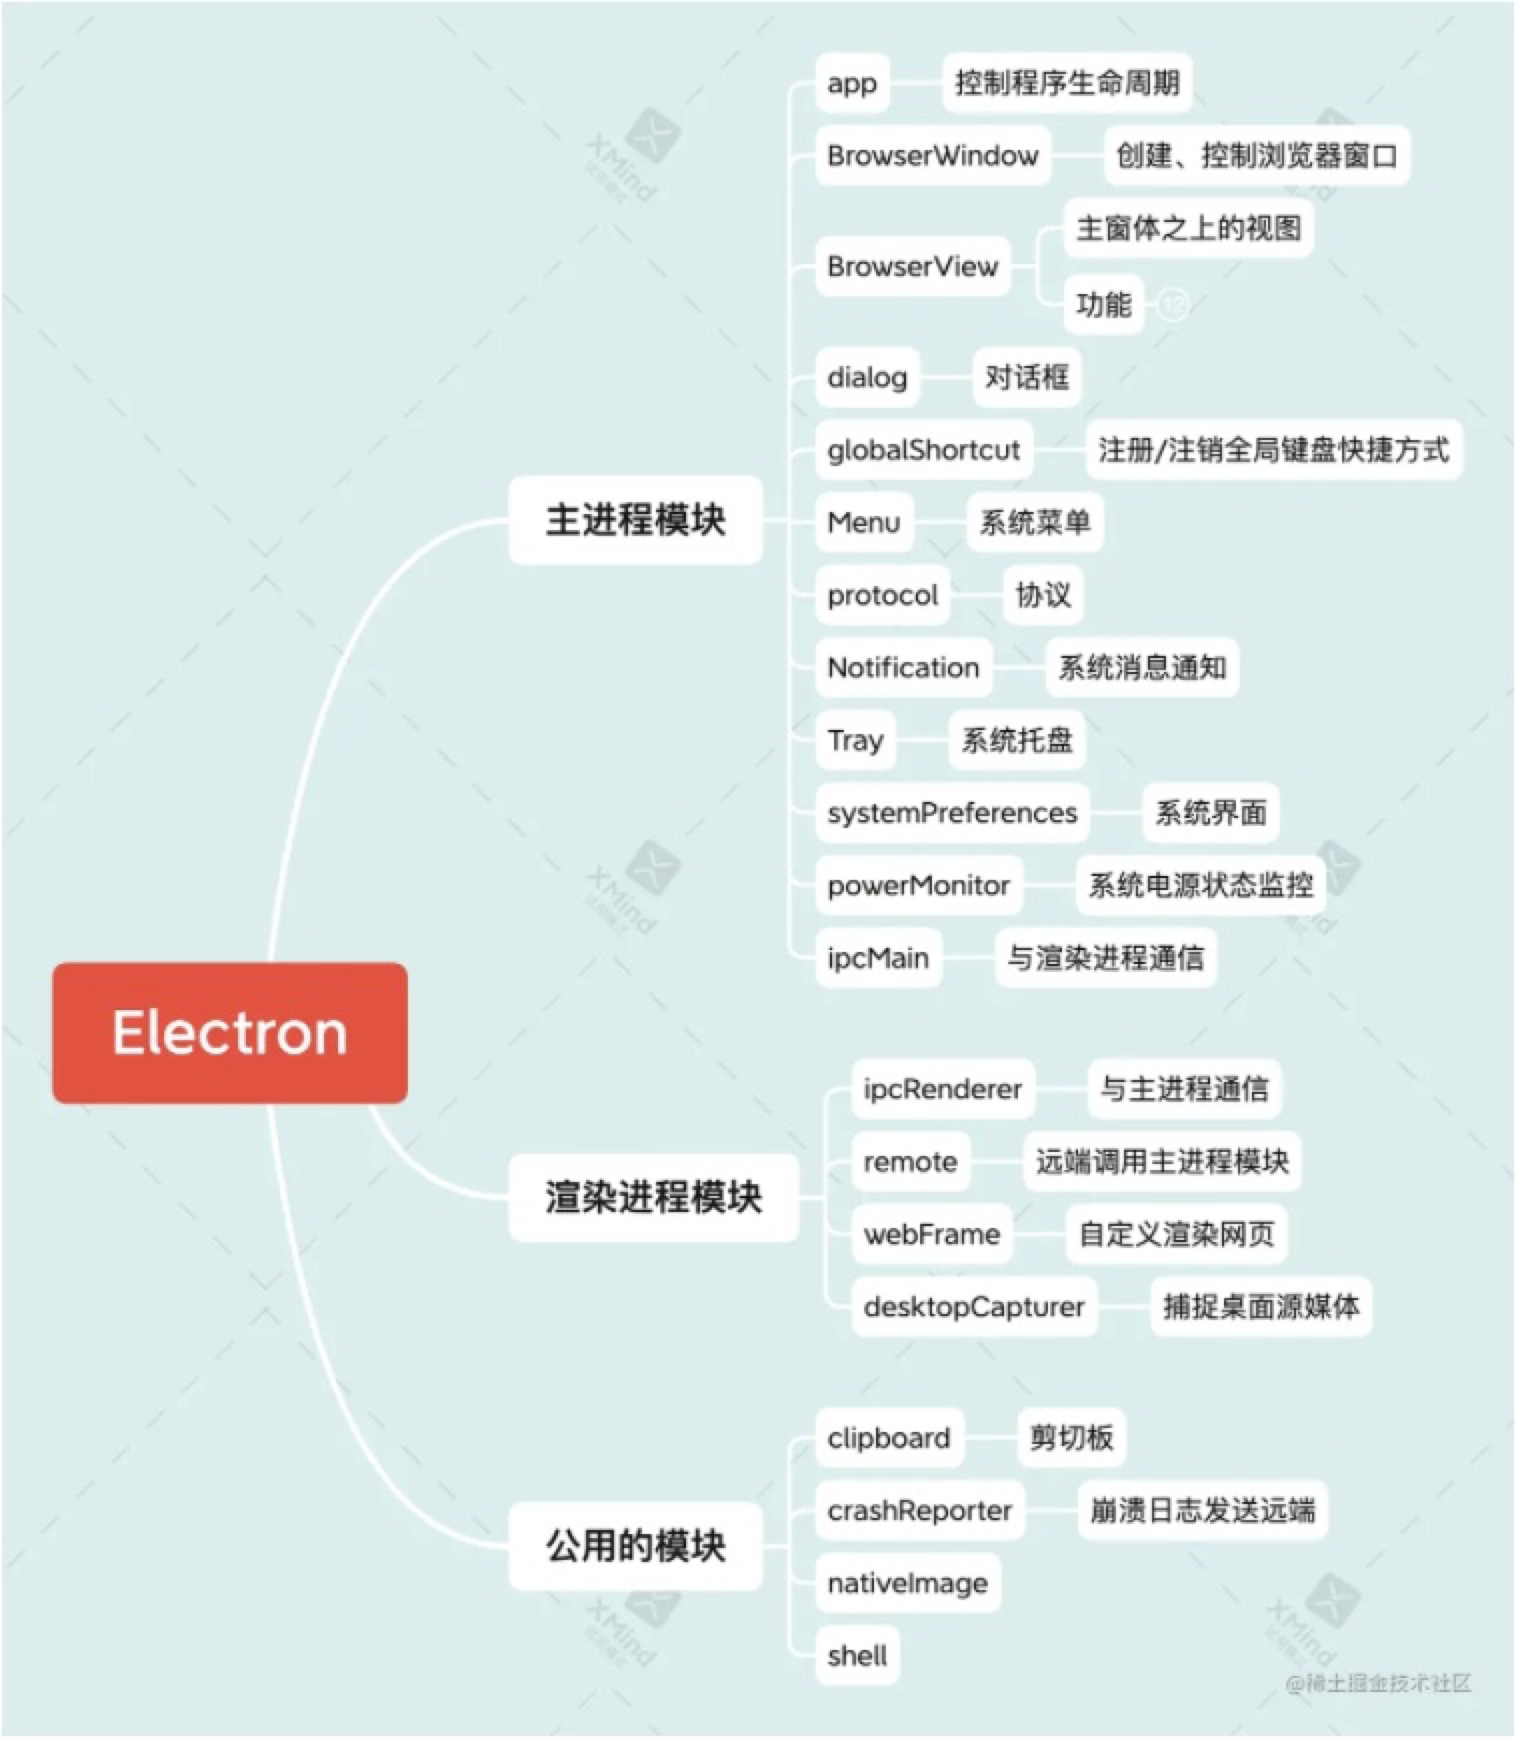 Electron
主进程模块
app
控制程序生命周期
BrowserWindow
创建、控制浏览器窗口
BrowserView
主窗体之上的视图
功能
12
dialog
对话框
globalShortcut
注册/注销全局键盘快捷方式
Menu
系统菜单
protocol
协议
Notification
系统消息通知
Tray
系统托盘
systemPreferences
系统界面
powerMonitor
系统电源状态监控
ipcMain
与渲染进程通信
渲染进程模块
ipcRenderer
与主进程通信
remote
远端调用主进程模块
webFrame
自定义渲染网页
desktopCapturer
捕捉桌面源媒体
公用的模块
clipboard
剪切板
crashReporter
崩溃日志发送远端
nativeImage
shell
XMind
XMind
XMind
XMind
@稀土掘金技术社区